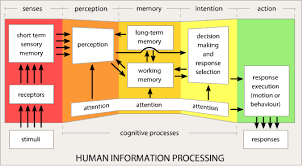 senses
perception
memory
intention
action
short term
sensory
memory
perception
long-term
memory
working
memory
decision
making
and
response
selection
response
execution
(motion or
behaviour)
receptors
attention
attention
attention
stimuli
cognitive processes
responses
HUMAN INFORMATION PROCESSING